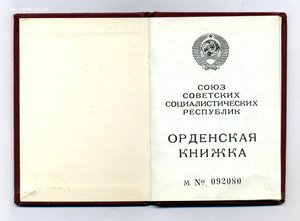 СОЮЗ
СОВЕТСКИХ
СОЦИАЛИСТИЧЕСКИХ
РЕСПУБЛИК
ОРДЕНСКАЯ
КНИЖКА
М № 092080